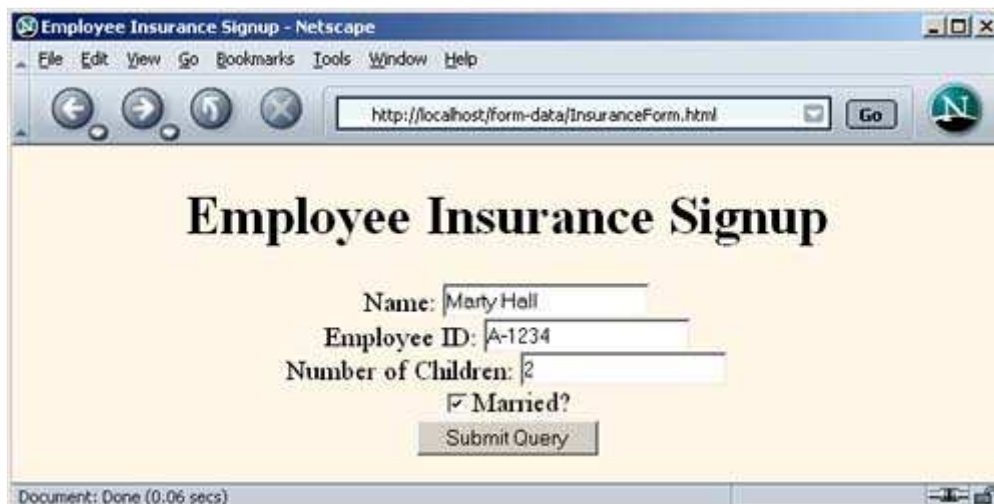 Employee Insurance Signup - Netscape
File Edit View Go Bookmarks Tools Window Help
http://localhost/form-data/InsuranceForm.html Go N
Employee Insurance Signup
Name: Marty Hall
Employee ID: A-1234
Number of Children: 2
Married?
Submit Query
Document: Done (0.06 secs)